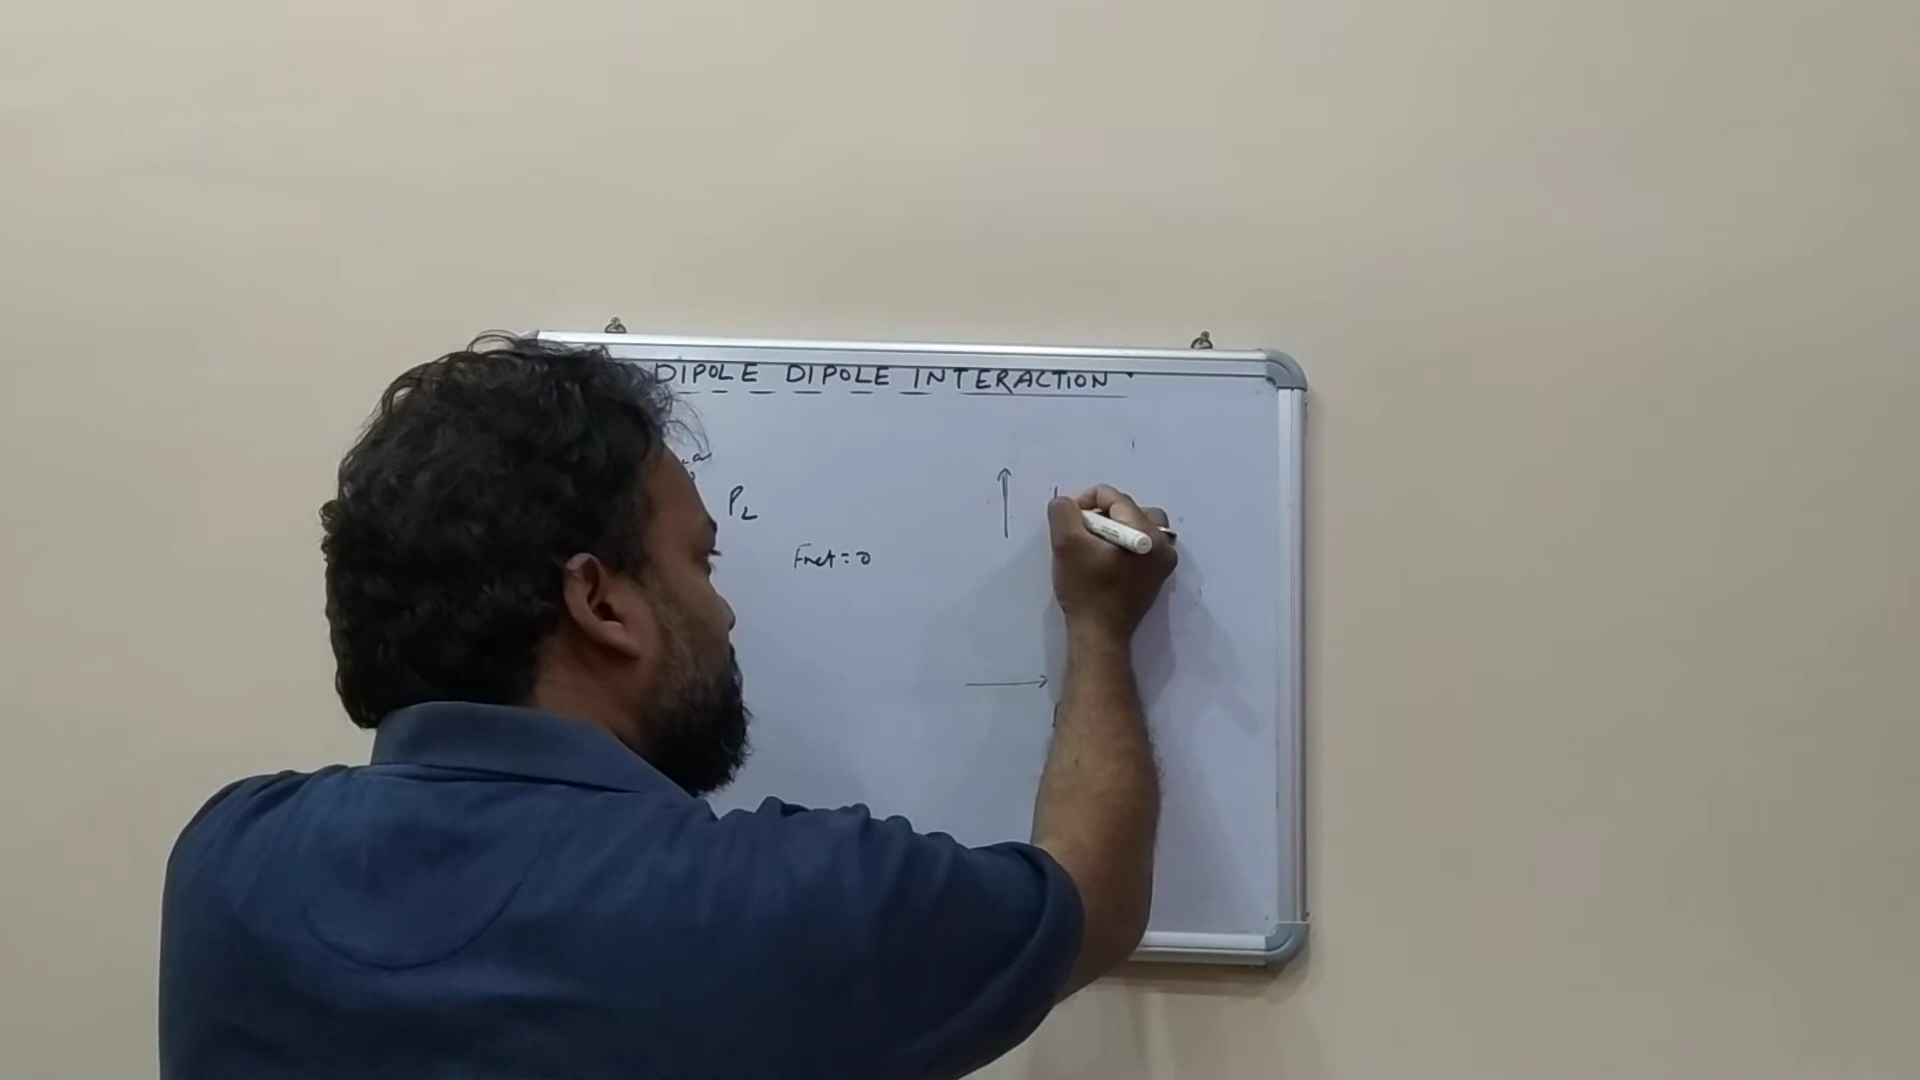 DIPOLE DIPOLE INTERACTION
P2
Fnet = 0